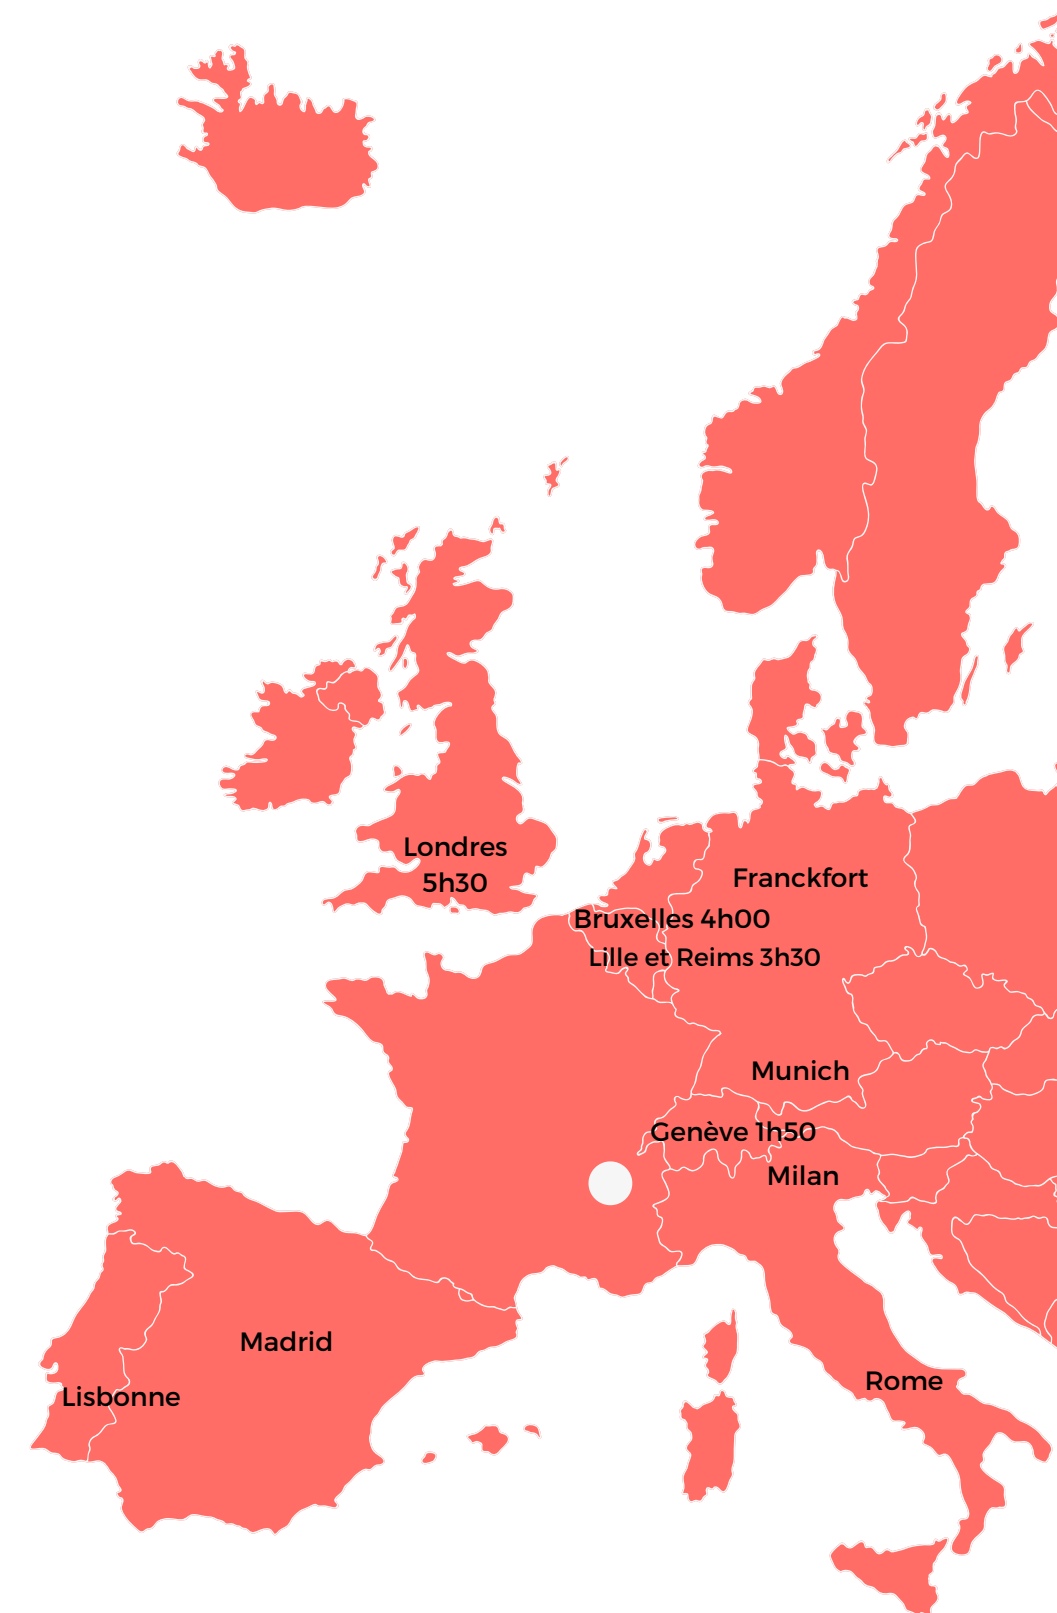 Londres
5h30
Franckfort
Bruxelles 4h00
Lille et Reims 3h30
Munich
Genève 1h50
Milan
Madrid
Rome
Lisbonne